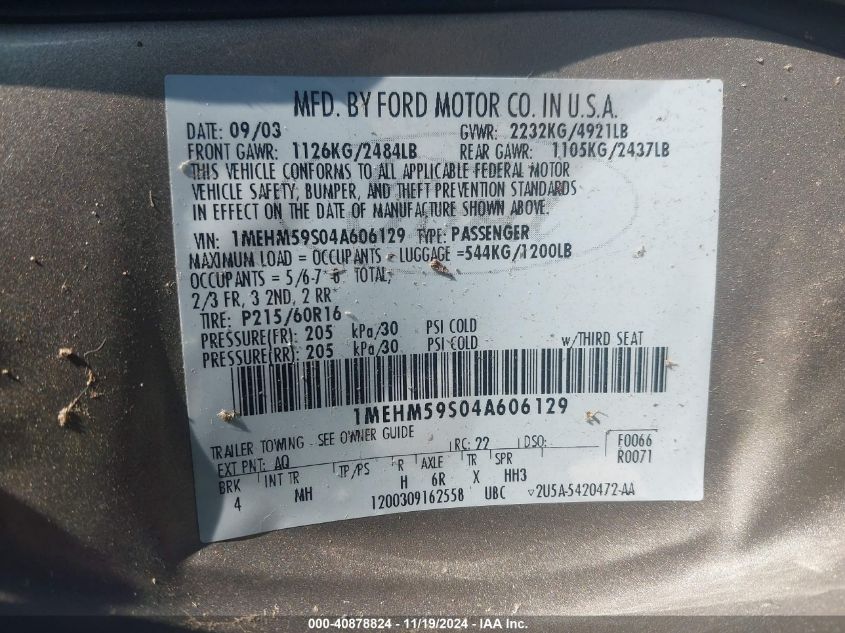 MFD. BY FORD MOTOR CO. IN U.S.A.
DATE: 09/03 GVWR: 2232KG/4921LB
FRONT GAWR: 1126KG/2484LB REAR GAWR: 1105KG/2437LB
THIS VEHICLE CONFORMS TO ALL APPLICABLE FEDERAL MOTOR
VEHICLE SAFETY, BUMPER, AND THEFT PREVENTION STANDARDS
IN EFFECT ON THE DATE OF MANUFACTURE SHOWN ABOVE.
VIN: 1MEHM59S04A606129 TYPE: PASSENGER
MAXIMUM LOAD = OCCUPANTS + LUGGAGE =544KG/1200LB
OCCUPANTS = 5/6-7 TOTAL,
2/3 FR, 3 2ND, 2 RR*
TIRE: P215/60R16
PRESSURE(FR): 205 kPa/30 PSI COLD
PRESSURE(RR): 205 kPa/30 PSI COLD w/THIRD SEAT
1MEHM59S04A606129
TRAILER TOWING - SEE OWNER GUIDE
EXT PNT: AQ RC: 22 DSO: F0066
R0071
BRK INT TR TP/PS R AXLE TR SPR
4 MH H 6R X HH3
1200309162558 UBC ▽2U5A-5420472-AA
000-40878824 - 11/19/2024 - IAA Inc.